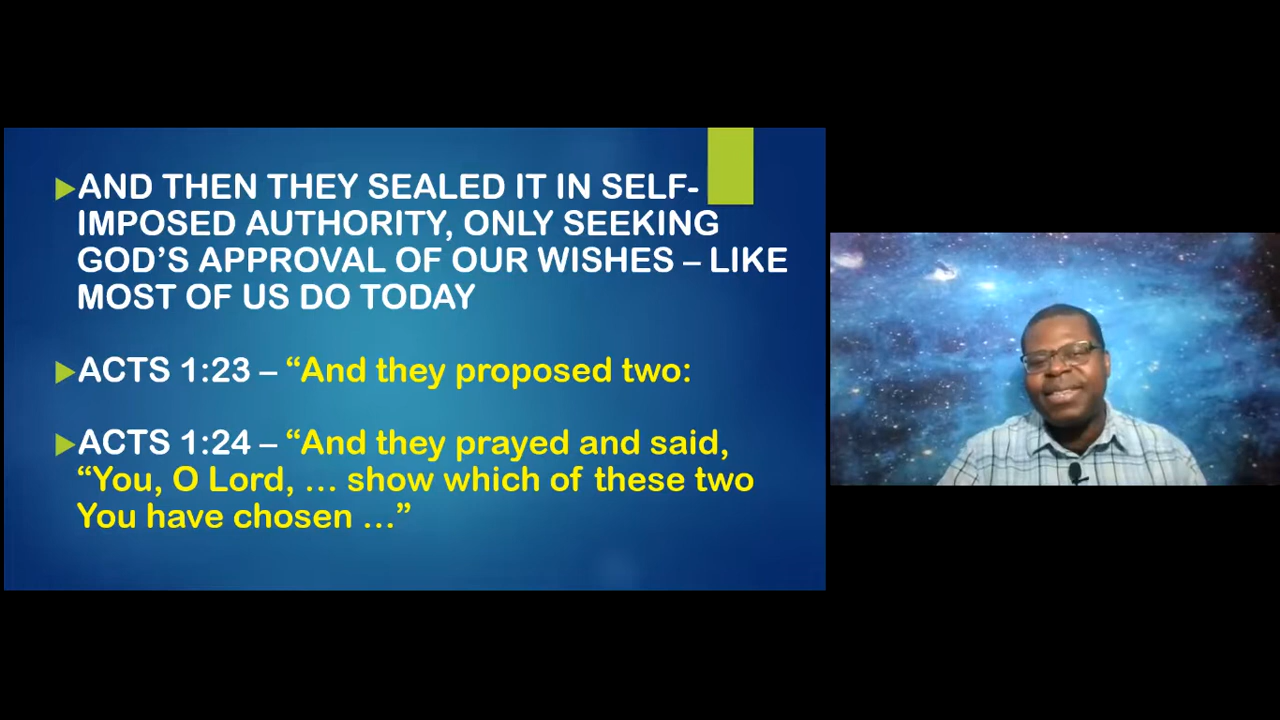 AND THEN THEY SEALED IT IN SELF-
IMPOSED AUTHORITY, ONLY SEEKING
GOD’S APPROVAL OF OUR WISHES – LIKE
MOST OF US DO TODAY
ACTS 1:23 – “And they proposed two:
ACTS 1:24 – “And they prayed and said,
“You, O Lord, … show which of these two
You have chosen …”